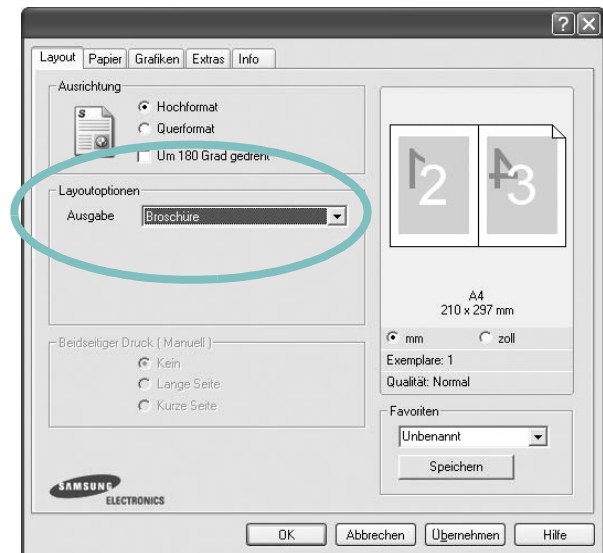 Layout Papier Grafiken Extras Info
Ausrichtung
S
Hochformat
Querformat
Um 180 Grad gedreht
Layoutoptionen
Ausgabe Broschüre
1 2 4 3
A4
210 x 297 mm
mm zoll
Exemplare: 1
Qualität: Normal
Beidseitiger Druck ( Manuell )
Kein
Lange Seite
Kurze Seite
Favoriten
Unbenannt
Speichern
SAMSUNG
ELECTRONICS
OK Abbrechen Übernehmen Hilfe